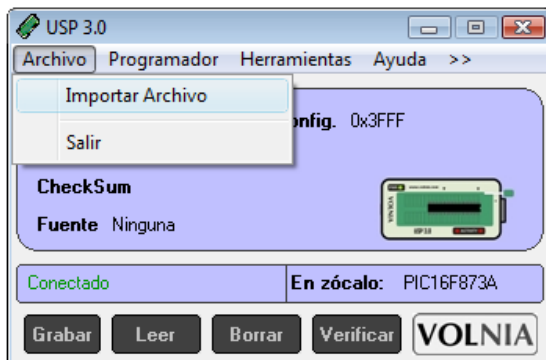 USP 3.0
Archivo Programador Herramientas Ayuda >>
Importar Archivo
Salir
onfig. 0x3FFF
CheckSum
Fuente Ninguna
Conectado
En zócalo: PIC16F873A
Grabar Leer Borrar Verificar VOLNIA